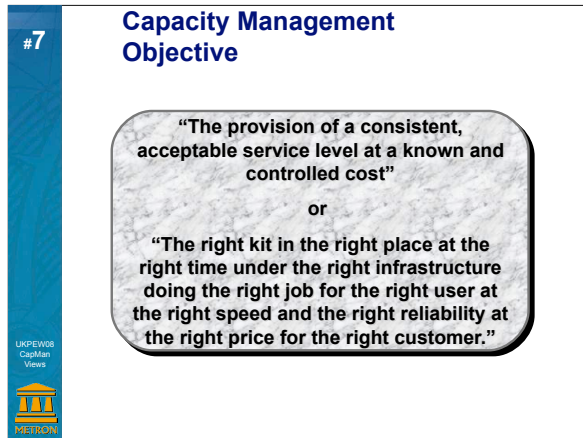 #7
Capacity Management
Objective
“The provision of a consistent,
acceptable service level at a known and
controlled cost”
or
“The right kit in the right place at the
right time under the right infrastructure
doing the right job for the right user at
the right speed and the right reliability at
the right price for the right customer.”
UKPEW08
CapMan
Views
METRON